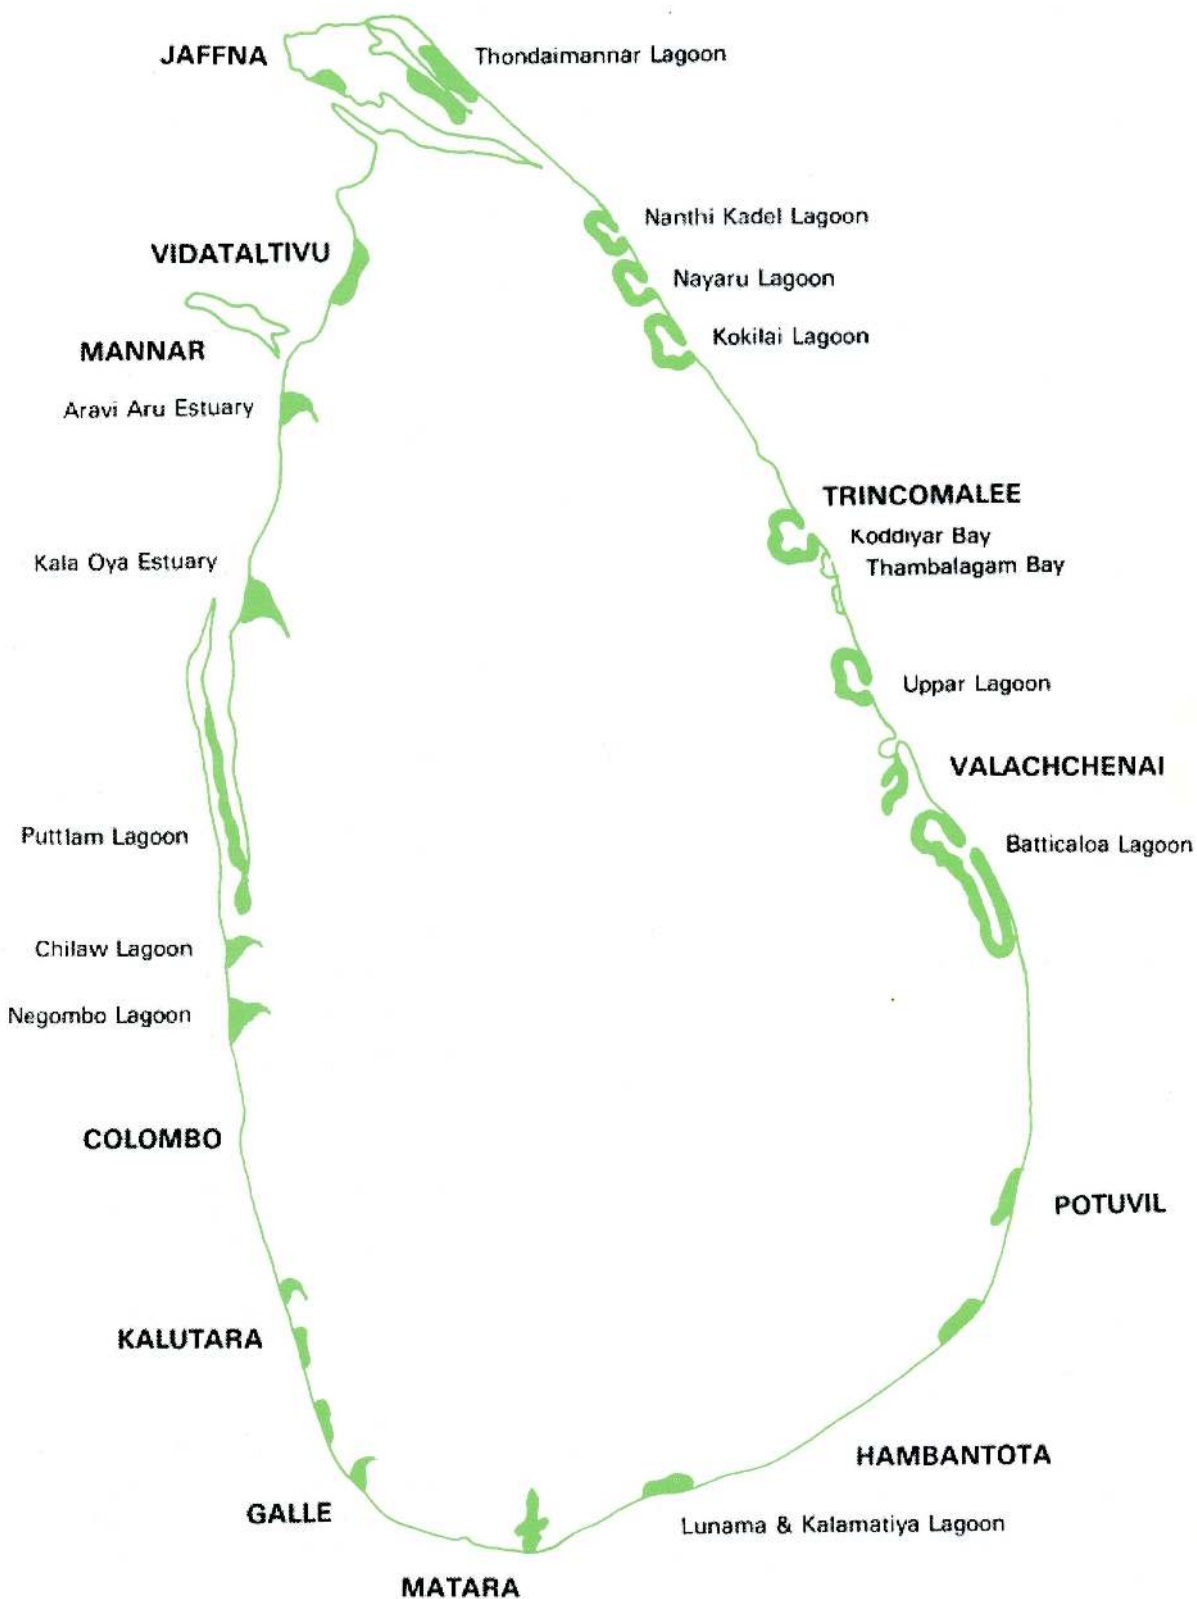 JAFFNA
Thondaimannar Lagoon
Nanthi Kadel Lagoon
VIDATALTIVU
Nayaru Lagoon
Kokilai Lagoon
MANNAR
Aravi Aru Estuary
TRINCOMALEE
Koddiyar Bay
Kala Oya Estuary
Thambalagam Bay
Uppar Lagoon
VALACHCHENAI
Puttlam Lagoon
Batticaloa Lagoon
Chilaw Lagoon
Negombo Lagoon
COLOMBO
POTUVIL
KALUTARA
HAMBANTOTA
GALLE
Lunama & Kalamatiya Lagoon
MATARA